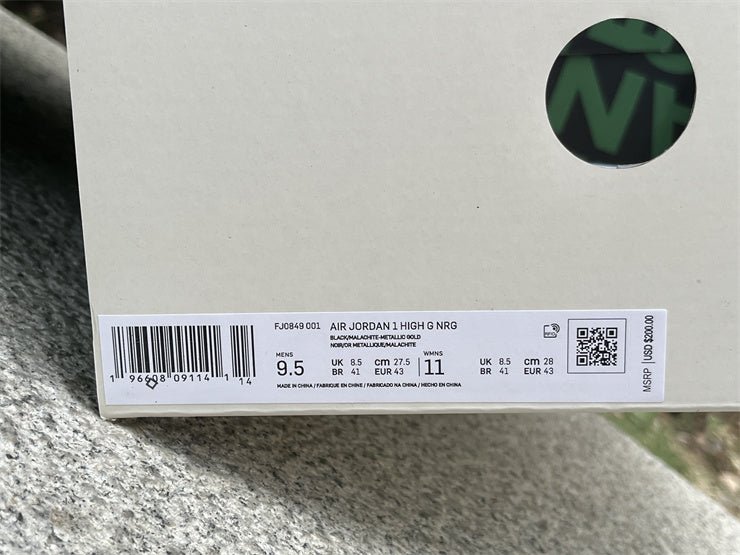 NH
FJ0849 001 AIR JORDAN 1 HIGH G NRG
BLACK/MALACHITE-METALLIC GOLD
NOIR/OR METALLIQUE/MALACHITE
MENS
9.5
UK 8.5 cm 27.5
BR 41 EUR 43
WMNS
11
UK 8.5 cm 28
BR 41 EUR 43
MADE IN CHINA / FABRIQUE EN CHINE / FABRICADO NA CHINA / HECHO EN CHINA
1 96608 09114 1 14
RFID
MSRP USD $200.00